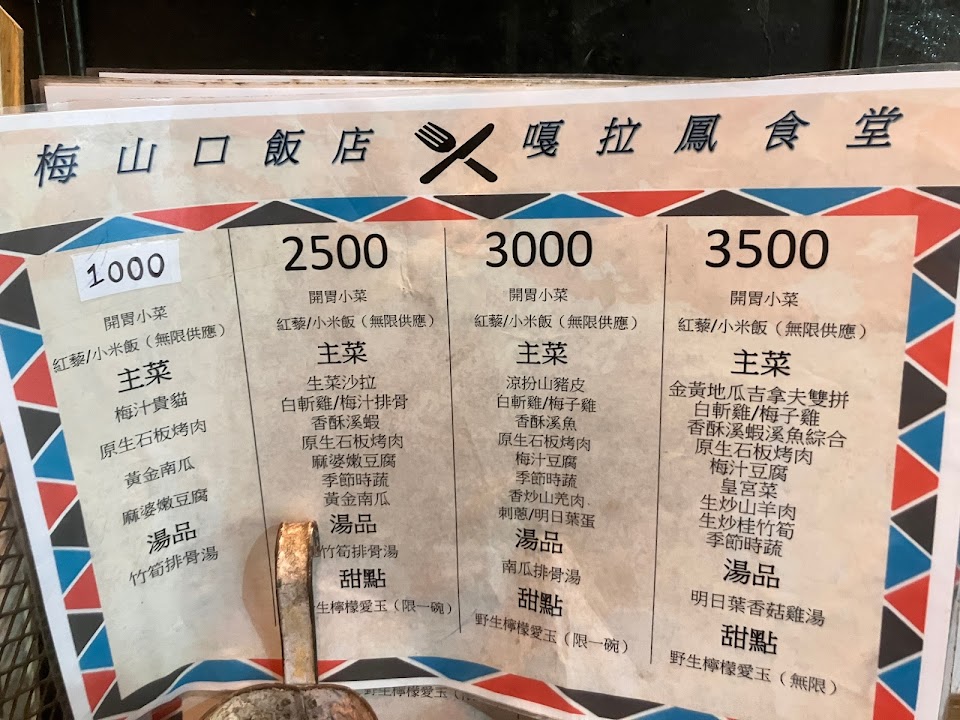 梅山口飯店 嘎拉鳳食堂
1000
開胃小菜
紅藜/小米飯（無限供應）
主菜
梅汁貴貓
原生石板烤肉
黃金南瓜
麻婆嫩豆腐
湯品
竹筍排骨湯
2500
開胃小菜
紅藜/小米飯（無限供應）
主菜
生菜沙拉
白斬雞/梅汁排骨
香酥溪蝦
原生石板烤肉
麻婆嫩豆腐
季節時蔬
黃金南瓜
湯品
竹筍排骨湯
甜點
生檸檬愛玉（限一碗）
3000
開胃小菜
紅藜/小米飯（無限供應）
主菜
涼扮山豬皮
白斬雞/梅子雞
香酥溪魚
原生石板烤肉
梅汁豆腐
季節時蔬
香炒山羌肉
刺蔥/明日葉蛋
湯品
南瓜排骨湯
甜點
野生檸檬愛玉（限一碗）
3500
開胃小菜
紅藜/小米飯（無限供應）
主菜
金黃地瓜吉拿夫雙拼
白斬雞/梅子雞
香酥溪蝦溪魚綜合
原生石板烤肉
梅汁豆腐
皇宮菜
生炒山羊肉
生炒桂竹筍
季節時蔬
湯品
明日葉香菇雞湯
甜點
野生檸檬愛玉（無限）
野生檸檬愛玉